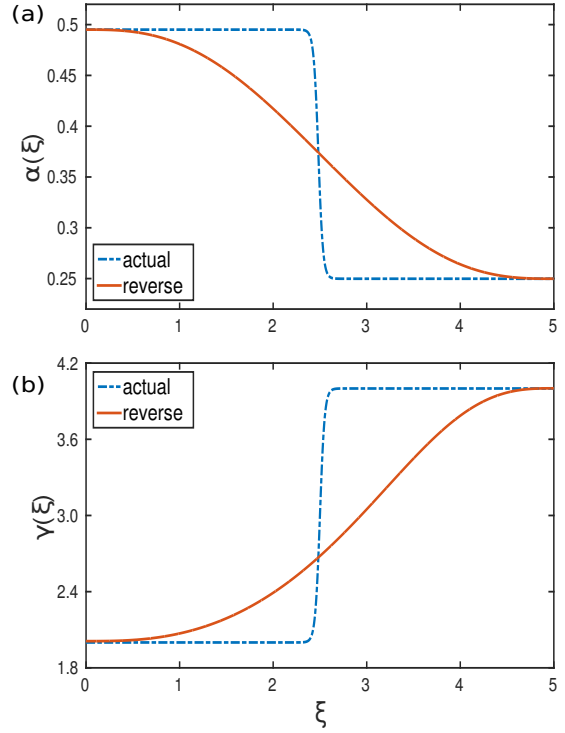 (a)
0.5
0.45
0.4
0.35
0.3
0.25
α(ξ)
actual
reverse
0 1 2 3 4 5
(b)
4.2
3.6
3.0
2.4
1.8
γ(ξ)
actual
reverse
0 1 2 3 4 5
ξ